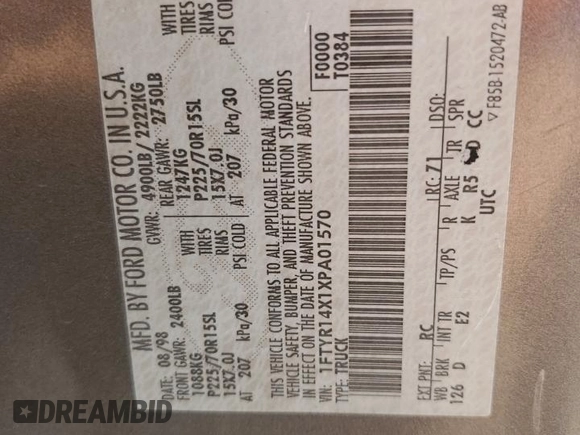 MFD. BY FORD MOTOR CO. IN U.S.A.
DATE: 08/98 GVWR: 4900LB/ 2222KG
FRONT GAWR: 2400LB REAR GAWR: 2750LB
1088KG WITH 1247KG WITH
P225/70R15SL TIRES P225/70R15SL TIRES
15X7.0J RIMS 15X7.0J RIMS
AT 207 kPa/30 PSI COLD AT 207 kPa/30 PSI COLD
THIS VEHICLE CONFORMS TO ALL APPLICABLE FEDERAL MOTOR
VEHICLE SAFETY, BUMPER, AND THEFT PREVENTION STANDARDS
IN EFFECT ON THE DATE OF MANUFACTURE SHOWN ABOVE.
VIN: 1FTYR14X1XPA01570 F0000
TYPE: TRUCK T0384
EXT PNT: RC RC: 71 DSO:
WB BRK INT TR TP/PS R AXLE TR SPR
126 D E2 K R5 CC
UTC
F85B-1520472-AB
DREAMBID